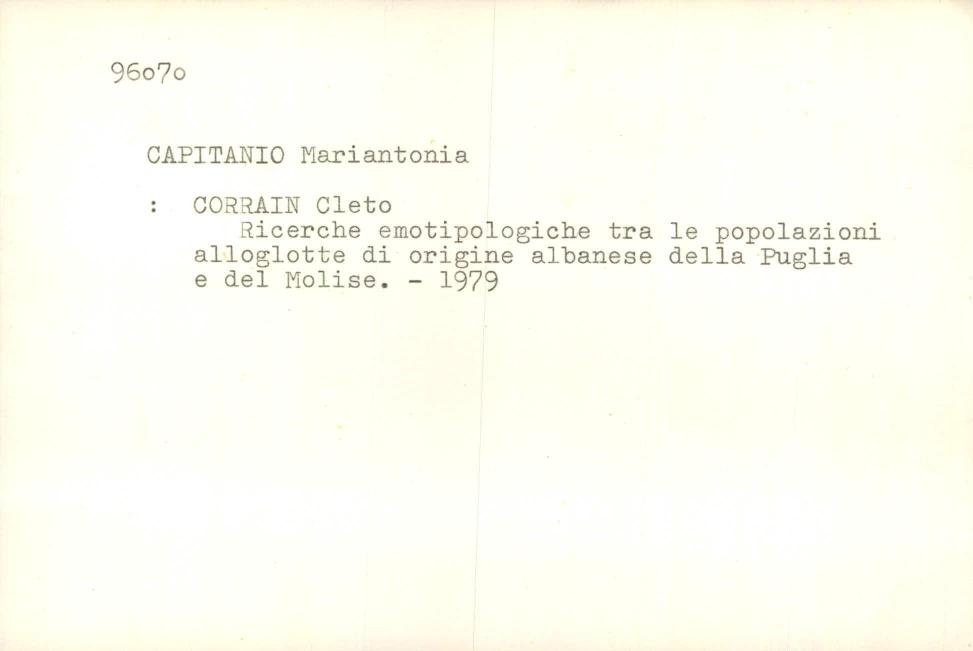 96070
CAPITANIO Mariantonia
: CORRAIN Cleto
Ricerche emotipologiche tra le popolazioni
alloglotte di origine albanese della Puglia
e del Molise. - 1979